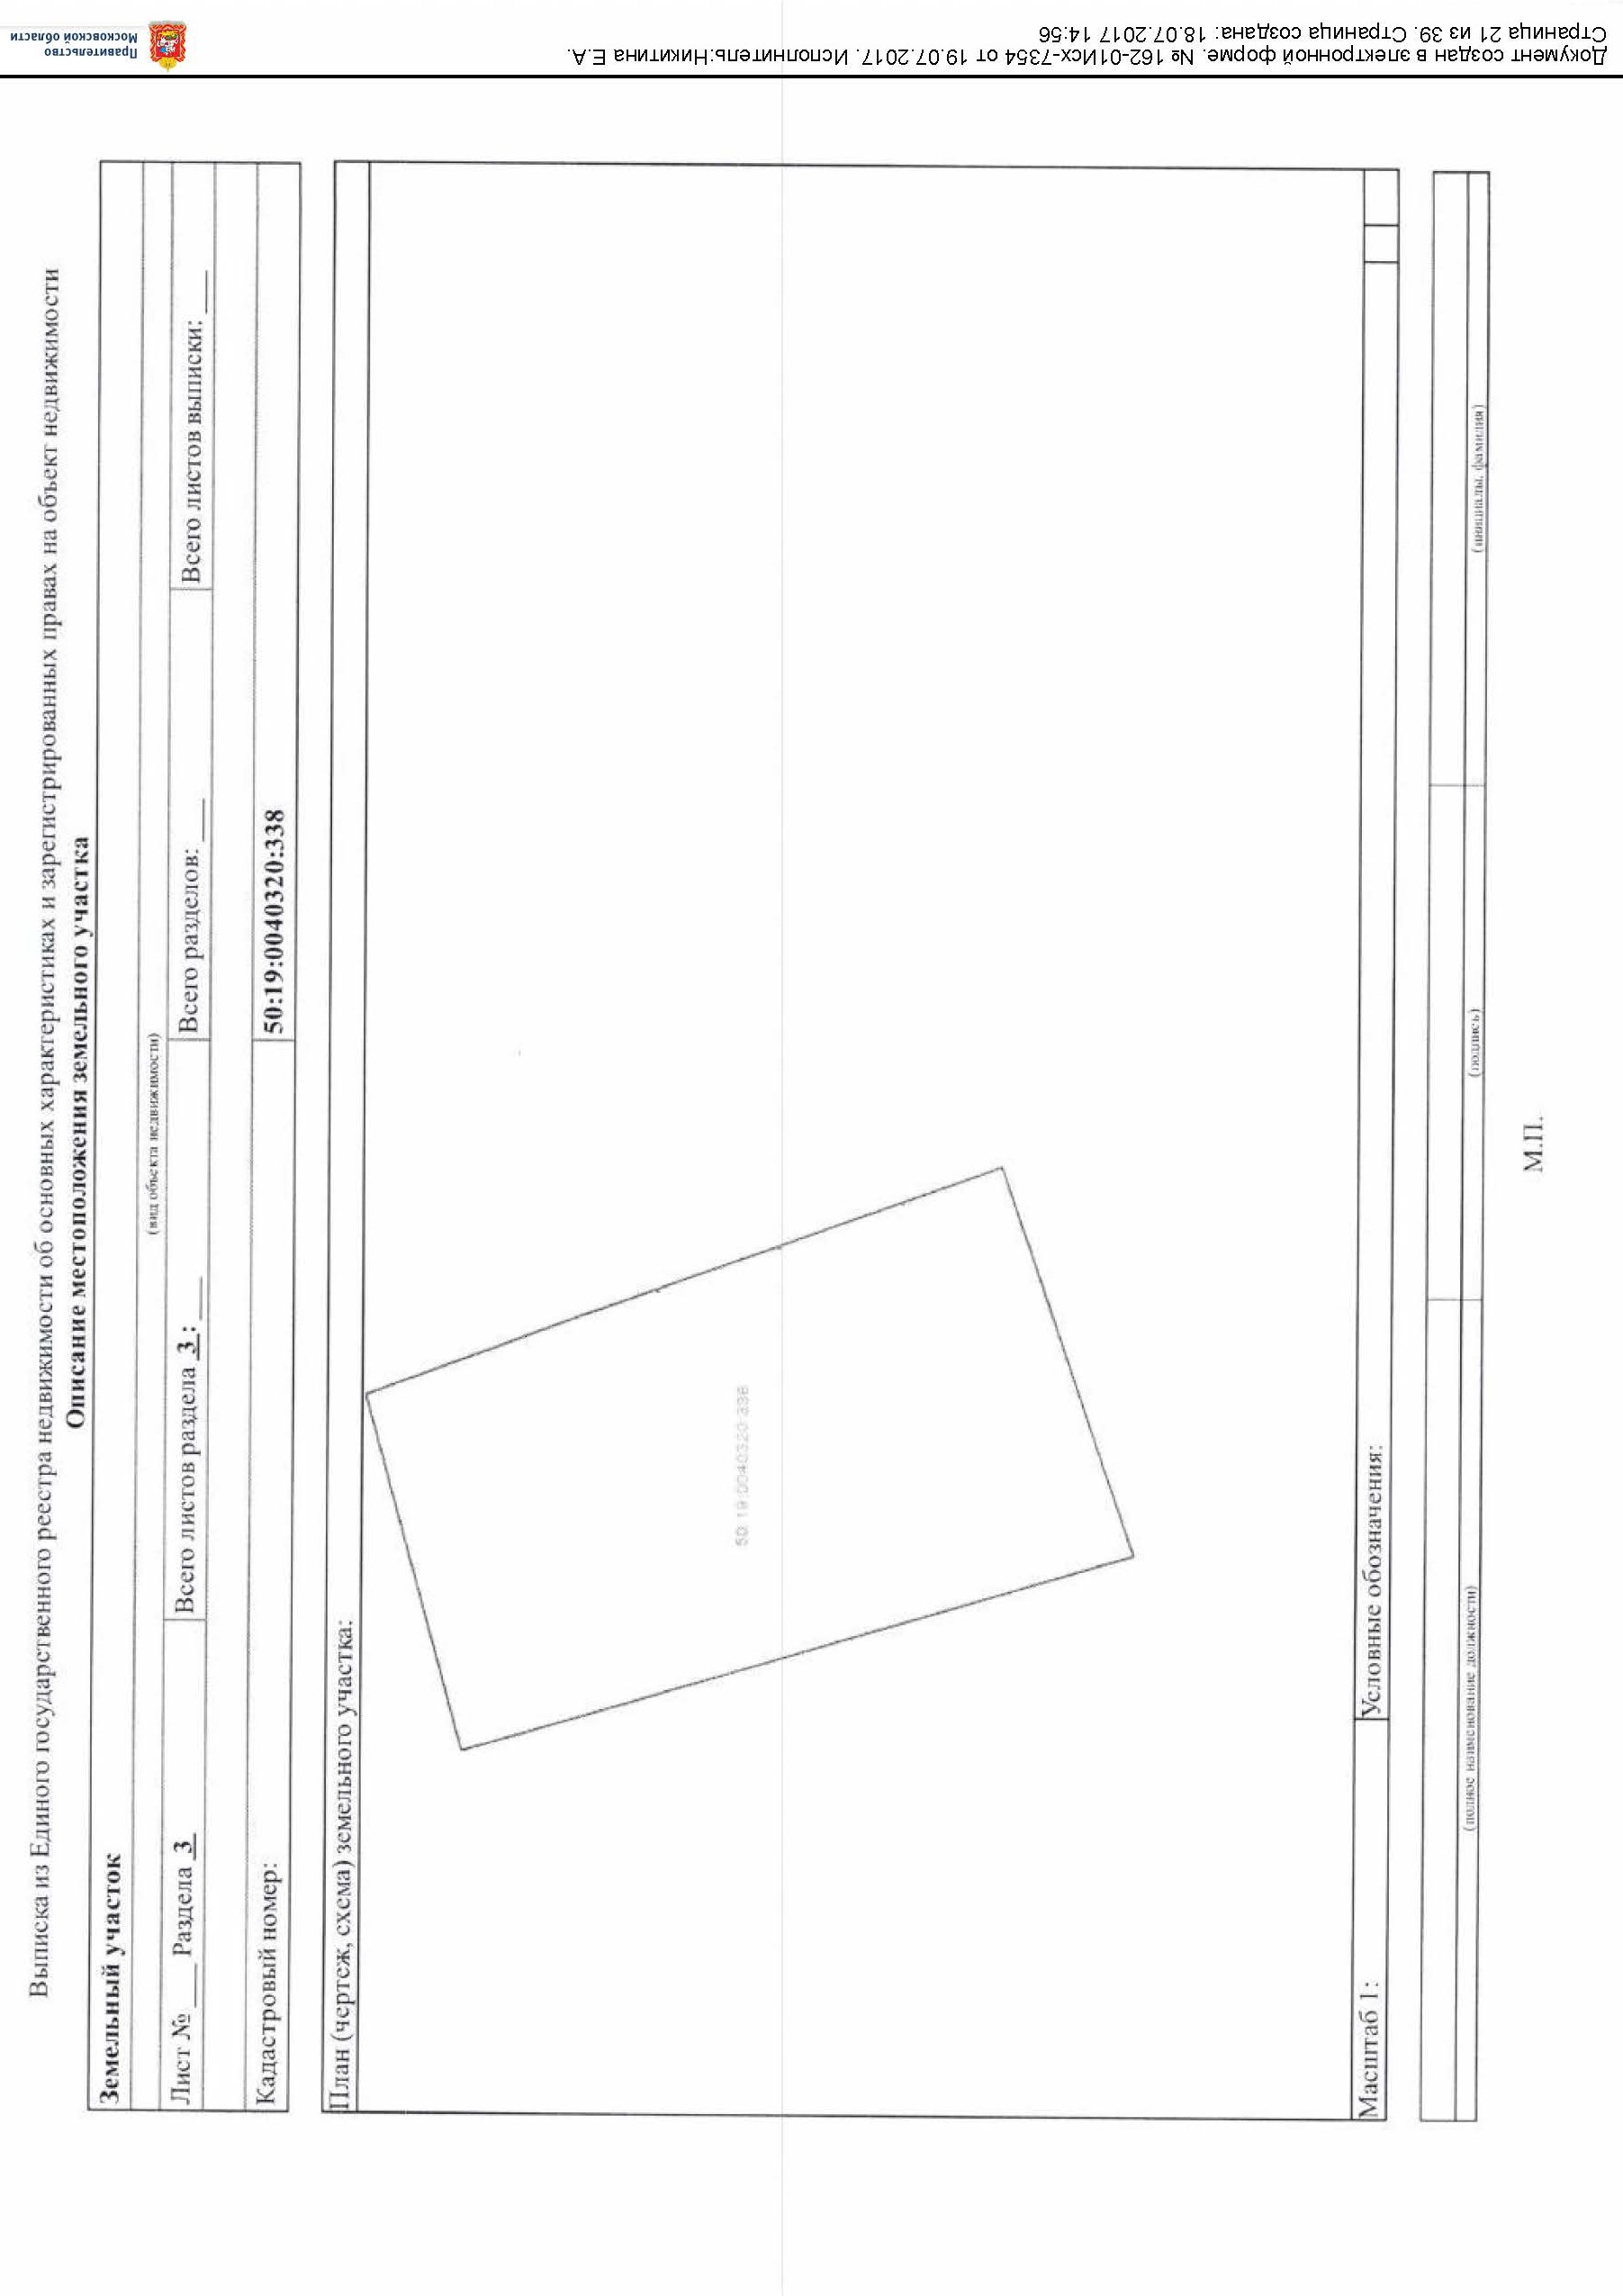 Документ создан в электронной форме. № 162-01Исх-7354 от 19.07.2017. Исполнитель:Никитина Е.А.
Страница 21 из 39. Страница создана: 18.07.2017 14:56
Правительство
Московской области
Выписка из Единого государственного реестра недвижимости об основных характеристиках и зарегистрированных правах на объект недвижимости
Описание местоположения земельного участка
Земельный участок
(вид объекта недвижимости)
Лист № ___ Раздела 3 Всего листов раздела 3 : ___ Всего разделов: ___ Всего листов выписки: ___
Кадастровый номер: 50:19:0040320:338
План (чертеж, схема) земельного участка:
50:19:0040320:338
Масштаб 1: Условные обозначения:
(полное наименование должности) (подпись) (инициалы, фамилия)
М.П.